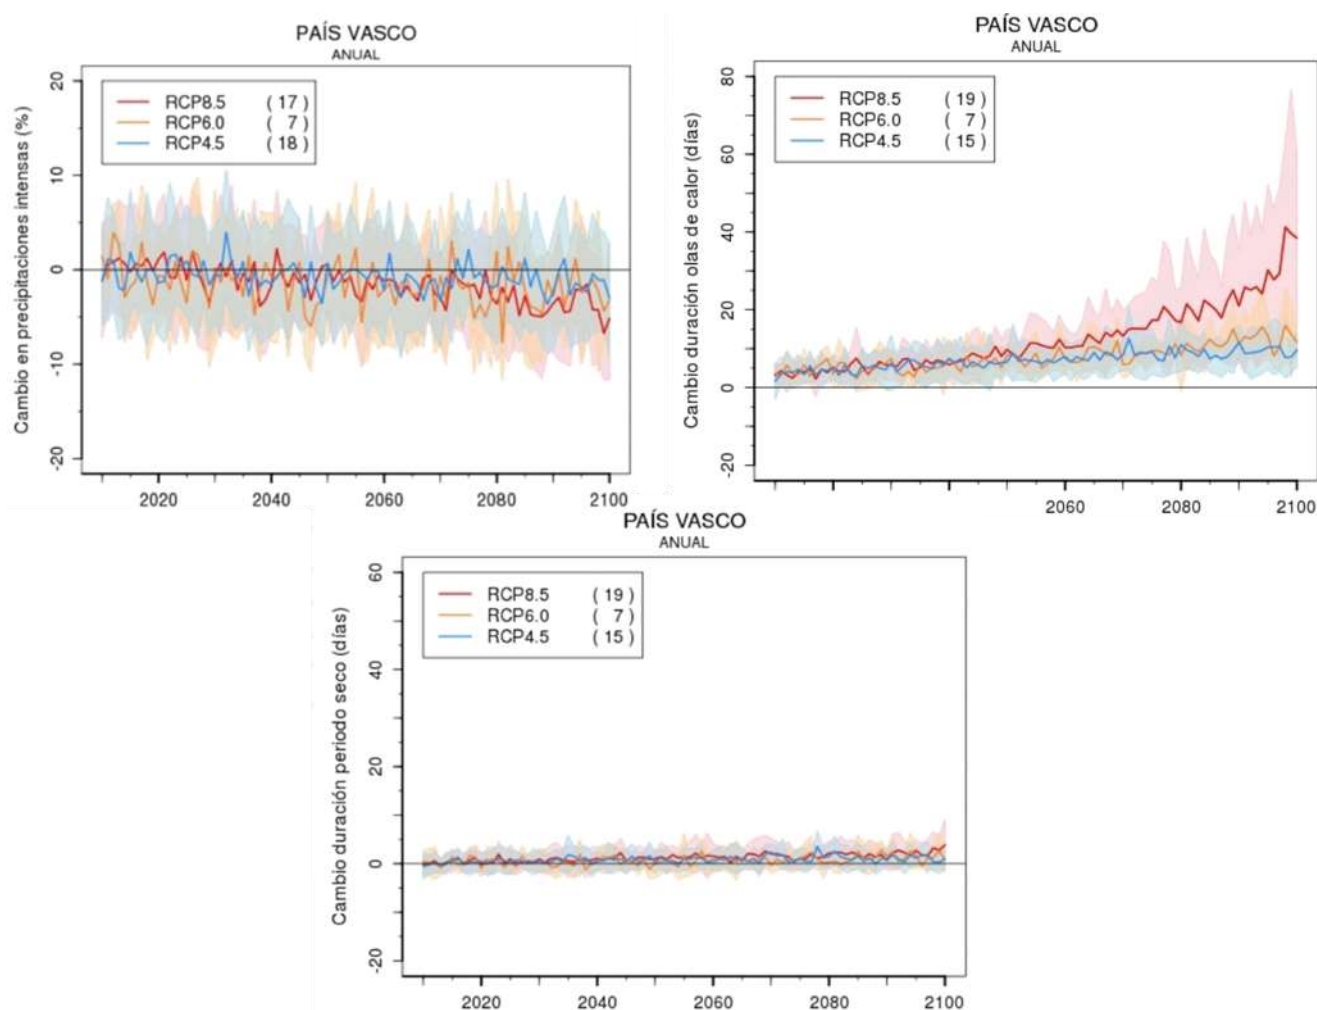 PAÍS VASCO
ANUAL
Cambio en precipitaciones intensas (%)
20
10
0
-10
-20
RCP8.5 ( 17 )
RCP6.0 ( 7 )
RCP4.5 ( 18 )
2020 2040 2060 2080 2100
PAÍS VASCO
ANUAL
Cambio duración olas de calor (días)
80
60
40
20
0
-20
RCP8.5 ( 19 )
RCP6.0 ( 7 )
RCP4.5 ( 15 )
2060 2080 2100
PAÍS VASCO
ANUAL
Cambio duración periodo seco (días)
60
40
20
0
-20
RCP8.5 ( 19 )
RCP6.0 ( 7 )
RCP4.5 ( 15 )
2020 2040 2060 2080 2100